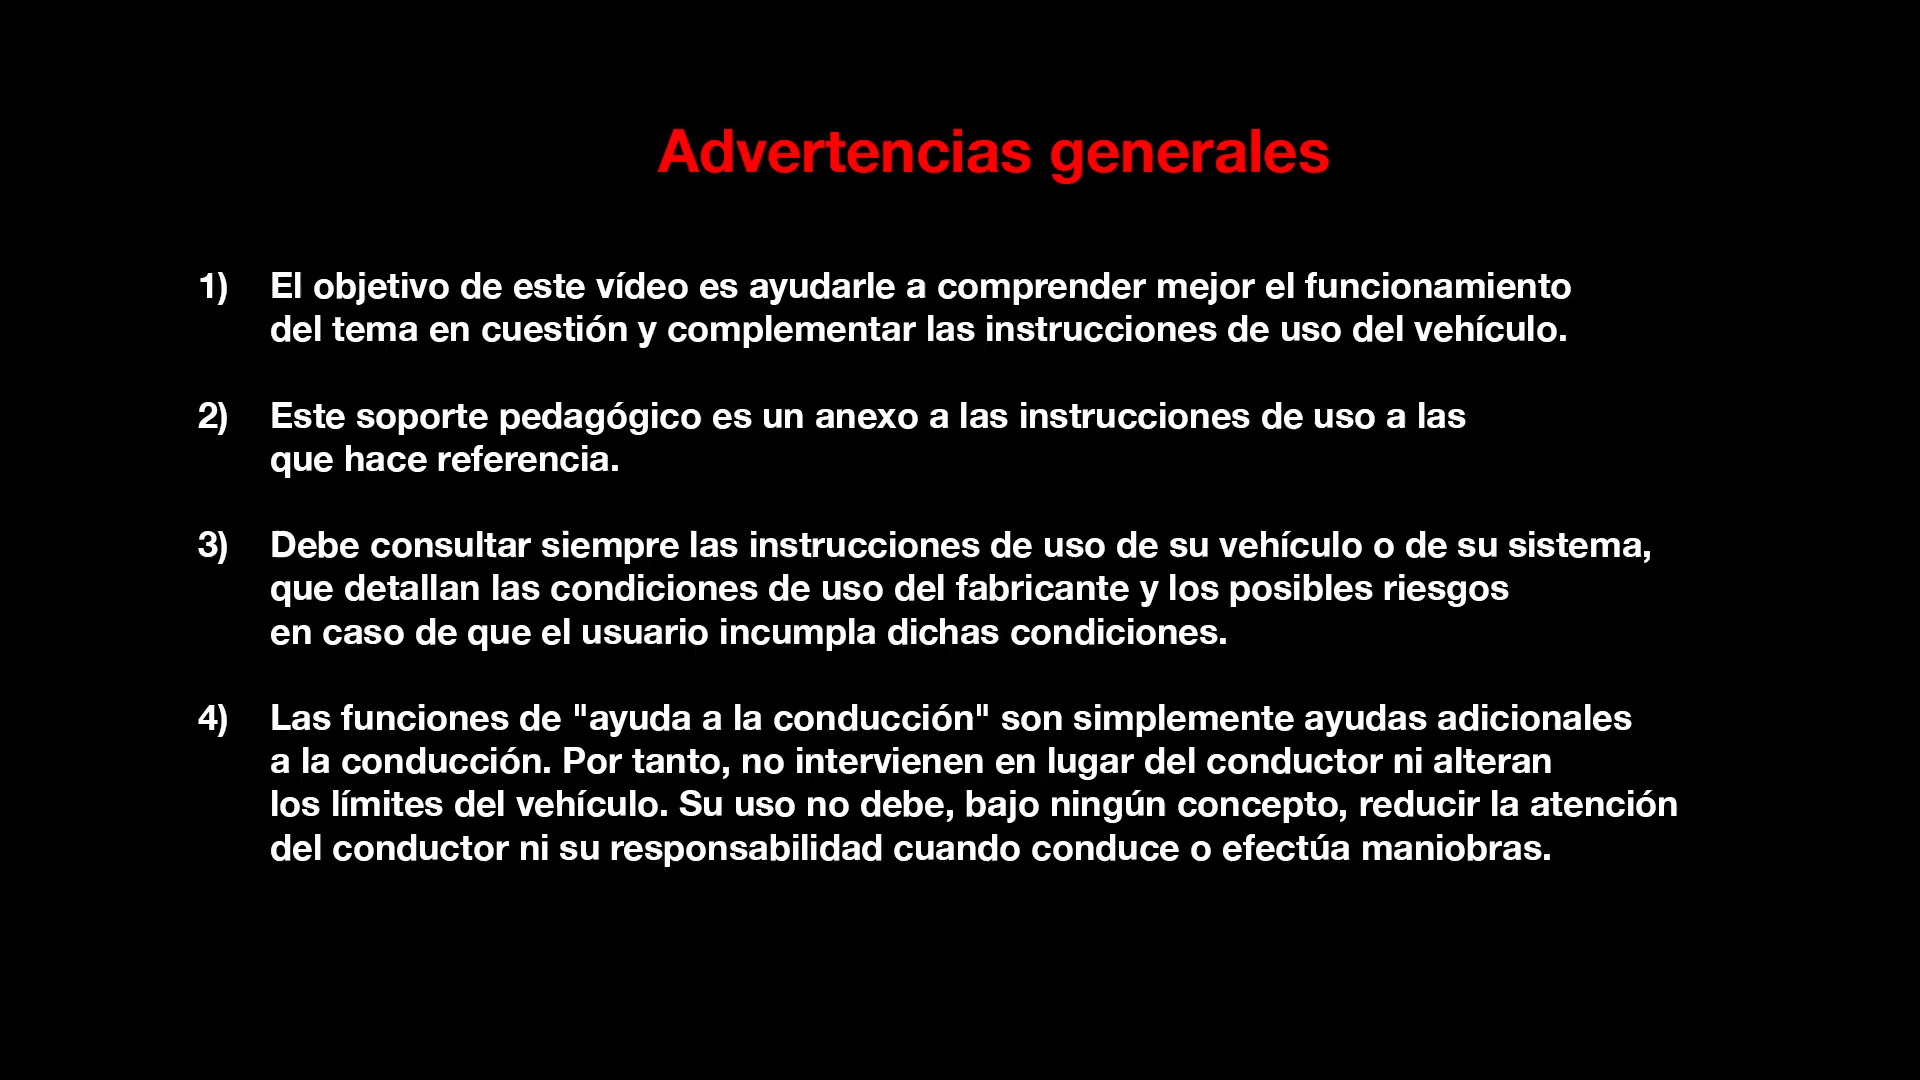 Advertencias generales
1) El objetivo de este vídeo es ayudarle a comprender mejor el funcionamiento
del tema en cuestión y complementar las instrucciones de uso del vehículo.
2) Este soporte pedagógico es un anexo a las instrucciones de uso a las
que hace referencia.
3) Debe consultar siempre las instrucciones de uso de su vehículo o de su sistema,
que detallan las condiciones de uso del fabricante y los posibles riesgos
en caso de que el usuario incumpla dichas condiciones.
4) Las funciones de "ayuda a la conducción" son simplemente ayudas adicionales
a la conducción. Por tanto, no intervienen en lugar del conductor ni alteran
los límites del vehículo. Su uso no debe, bajo ningún concepto, reducir la atención
del conductor ni su responsabilidad cuando conduce o efectúa maniobras.